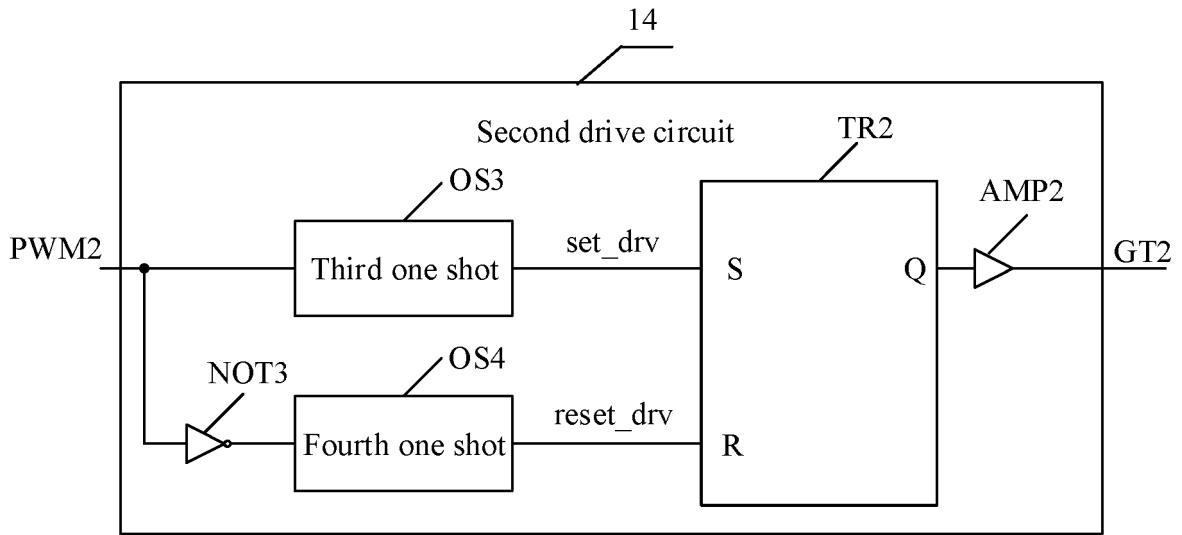 14
Second drive circuit
TR2
OS3
AMP2
PWM2
set_drv
GT2
Third one shot
S
Q
NOT3
OS4
reset_drv
Fourth one shot
R